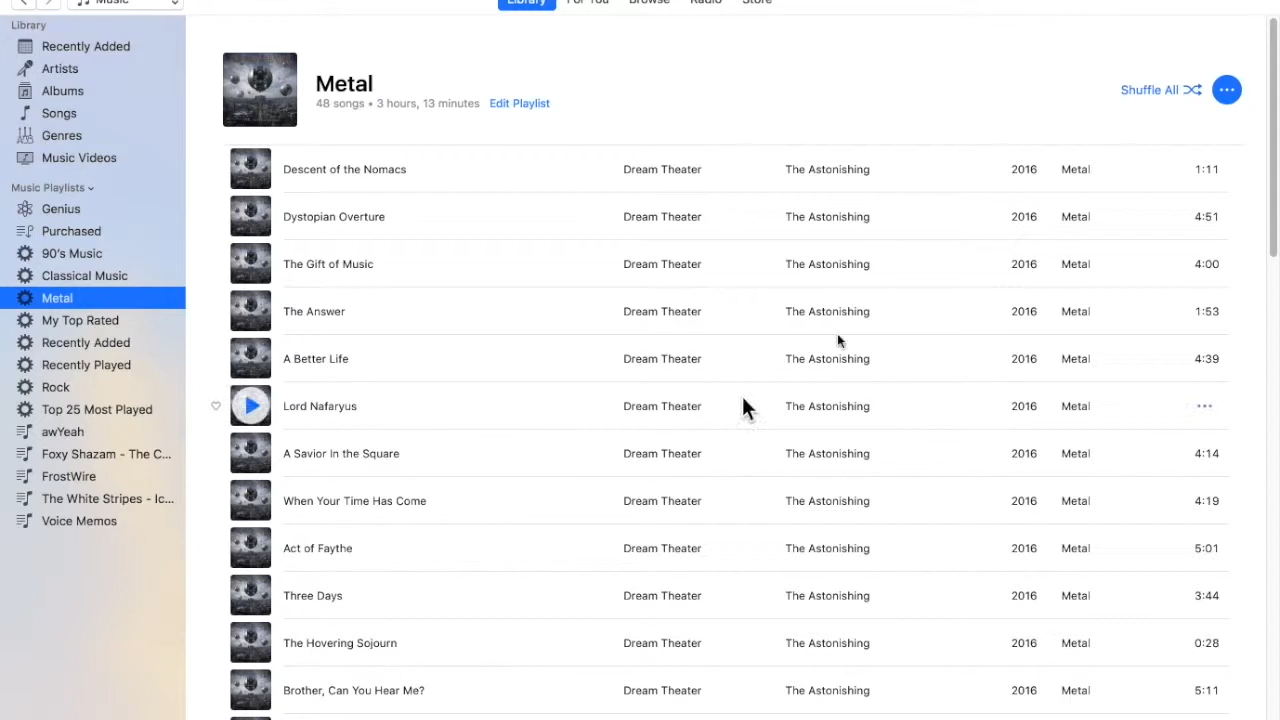 Music
Library For You Browse Radio Store
Library
Recently Added
Artists
Albums
Songs
Genres
Music Videos
Music Playlists
Genius
Purchased
90's Music
Classical Music
Metal
My Top Rated
Recently Added
Recently Played
Rock
Top 25 Most Played
AwYeah
Foxy Shazam - The C...
The White Stripes - Ic...
Voice Memos
Metal
48 songs • 3 hours, 13 minutes Edit Playlist
Shuffle All
Descent of the Nomacs Dream Theater The Astonishing 2016 Metal 1:11
Dystopian Overture Dream Theater The Astonishing 2016 Metal 4:51
The Gift of Music Dream Theater The Astonishing 2016 Metal 4:00
The Answer Dream Theater The Astonishing 2016 Metal 1:53
A Better Life Dream Theater The Astonishing 2016 Metal 4:39
Lord Nafaryus Dream Theater The Astonishing 2016 Metal
A Savior In the Square Dream Theater The Astonishing 2016 Metal 4:14
When Your Time Has Come Dream Theater The Astonishing 2016 Metal 4:19
Act of Faythe Dream Theater The Astonishing 2016 Metal
Three Days Dream Theater The Astonishing 2016 Metal 3:44
The Hovering Sojourn Dream Theater The Astonishing 2016 Metal 0:28
Brother, Can You Hear Me? Dream Theater The Astonishing 2016 Metal